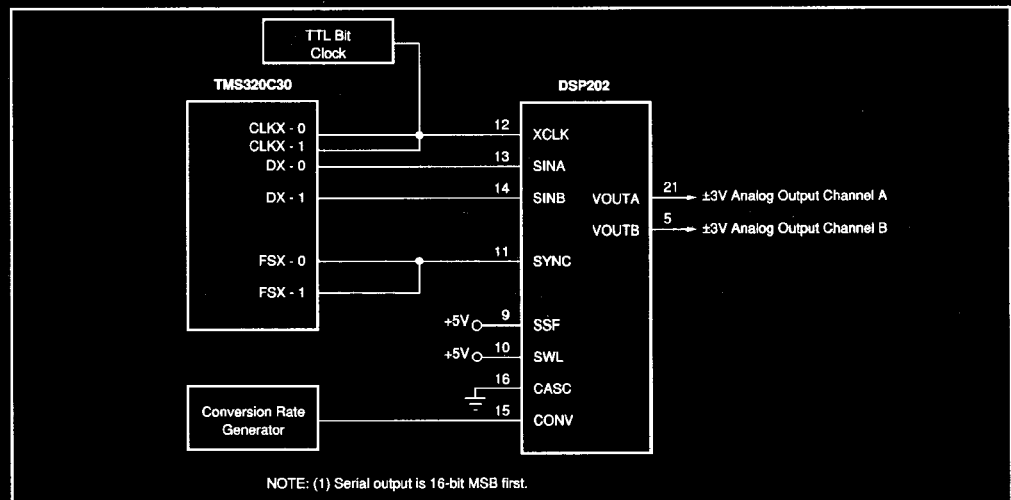 TTL Bit
Clock
TMS320C30
DSP202
CLKX - 0
12
XCLK
CLKX - 1
DX - 0
13
SINA
DX - 1
14
SINB
VOUTA
21
±3V Analog Output Channel A
VOUTB
5
±3V Analog Output Channel B
FSX - 0
11
SYNC
FSX - 1
+5V
9
SSF
+5V
10
SWL
16
CASC
Conversion Rate
Generator
15
CONV
NOTE: (1) Serial output is 16-bit MSB first.